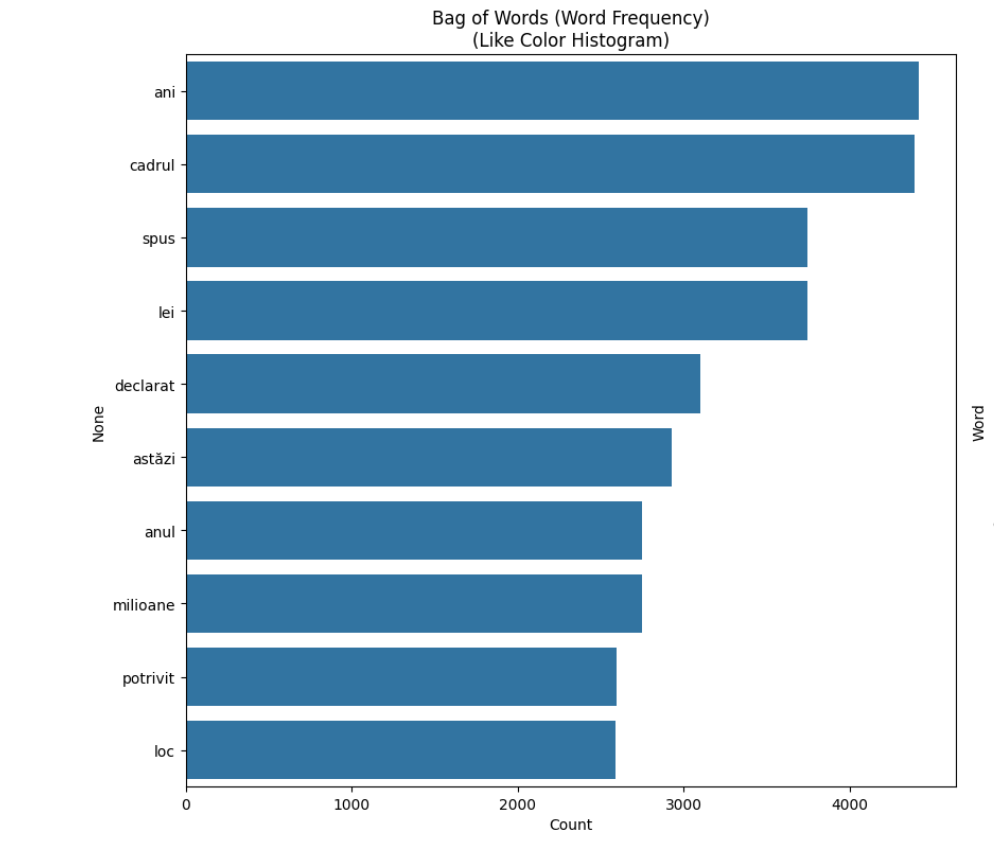 Bag of Words (Word Frequency)
(Like Color Histogram)
ani
cadrul
spus
lei
declarat
astăzi
anul
milioane
potrivit
loc
None
Word
0 1000 2000 3000 4000
Count